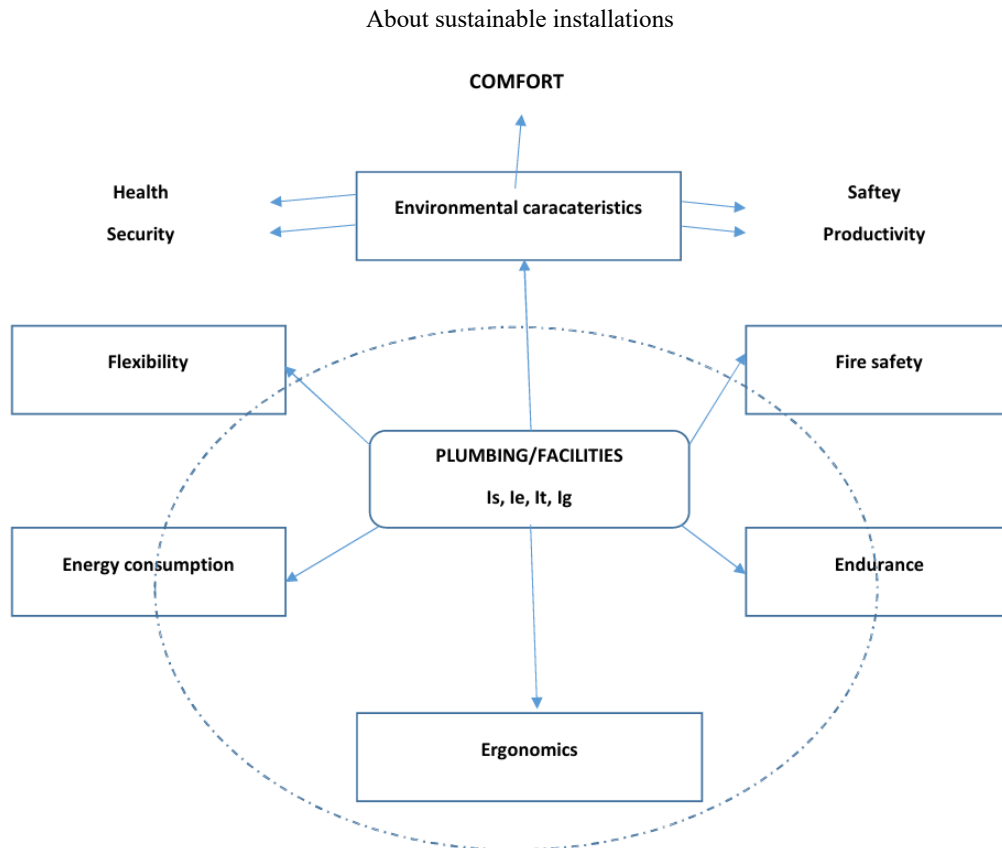 About sustainable installations
COMFORT
Health
Environmental caracateristics
Saftey
Security
Productivity
Flexibility
Fire safety
PLUMBING/FACILITIES
Is, Ie, It, Ig
Energy consumption
Endurance
Ergonomics